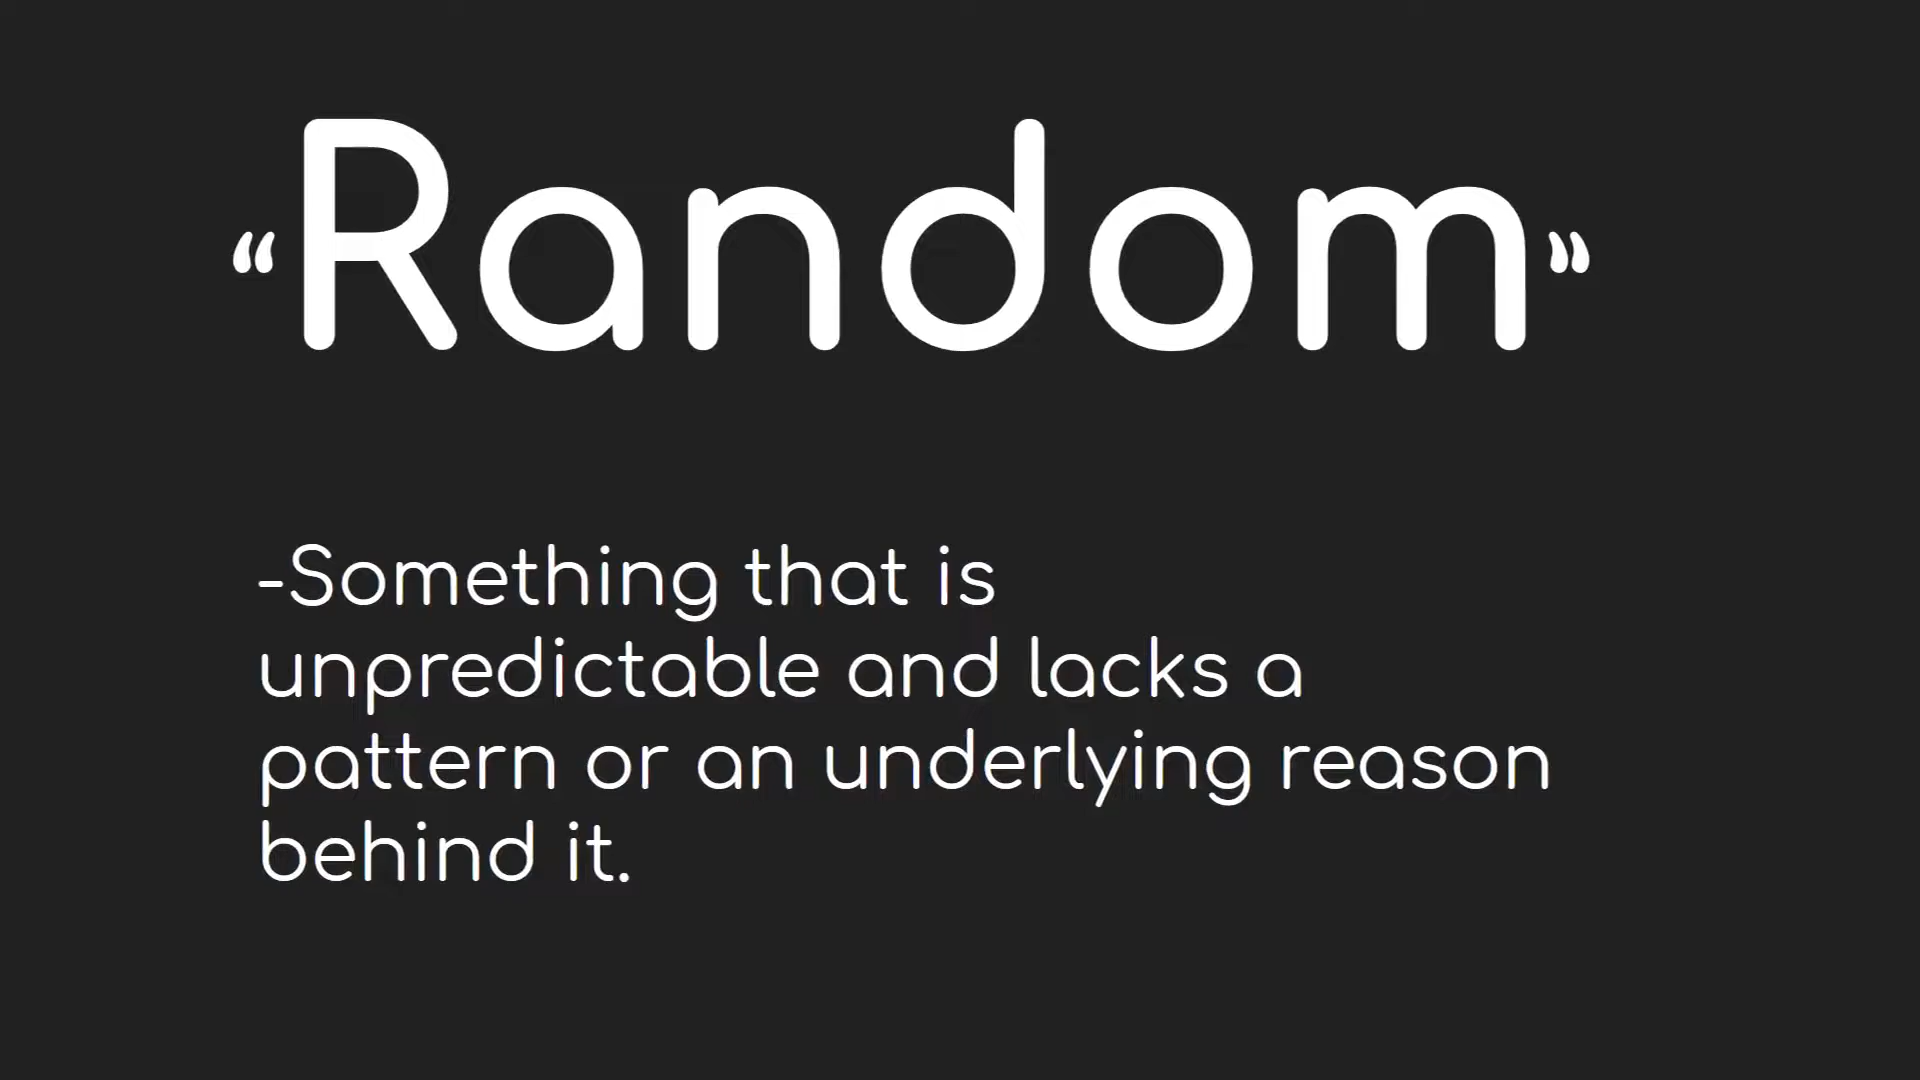 “Random”
-Something that is
unpredictable and lacks a
pattern or an underlying reason
behind it.